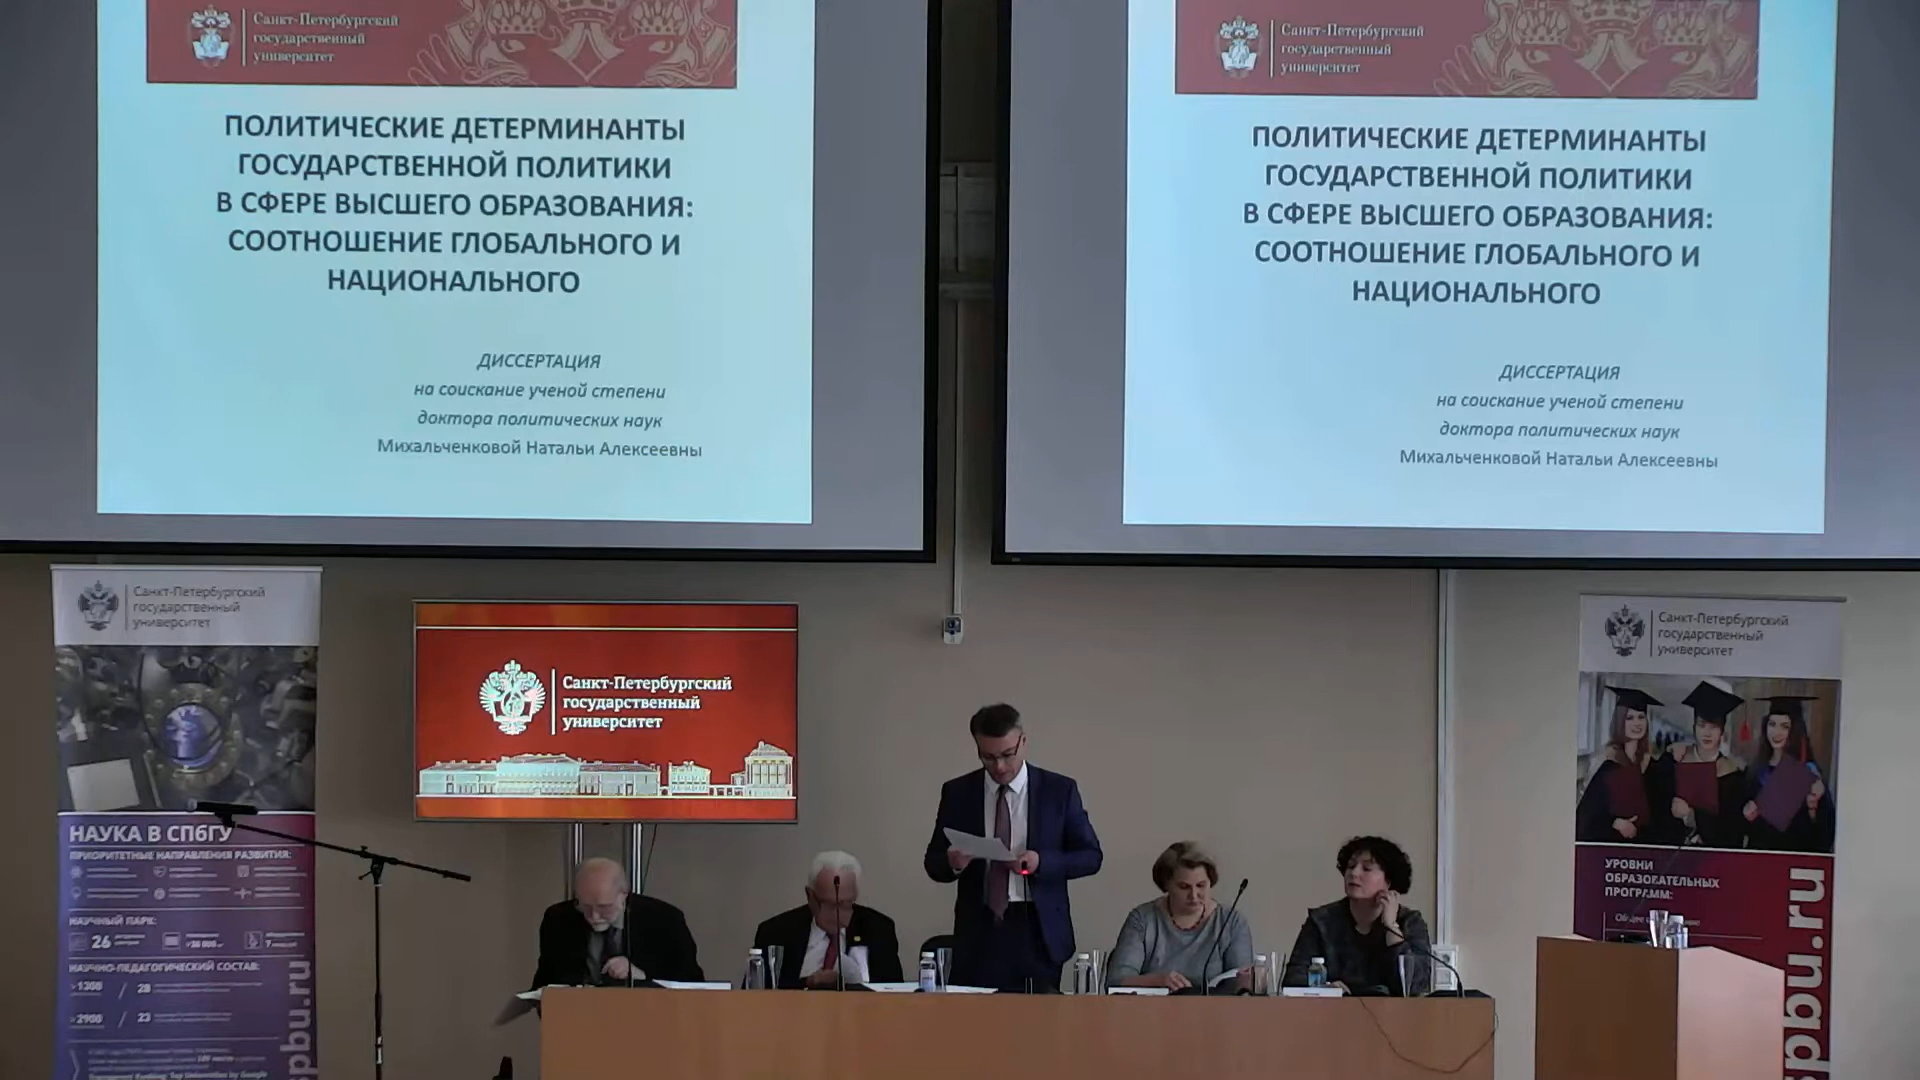 Санкт-Петербургский
государственный
университет
ПОЛИТИЧЕСКИЕ ДЕТЕРМИНАНТЫ
ГОСУДАРСТВЕННОЙ ПОЛИТИКИ
В СФЕРЕ ВЫСШЕГО ОБРАЗОВАНИЯ:
СООТНОШЕНИЕ ГЛОБАЛЬНОГО И
НАЦИОНАЛЬНОГО
ДИССЕРТАЦИЯ
на соискание ученой степени
доктора политических наук
Михальченковой Натальи Алексеевны
Санкт-Петербургский
государственный
университет
ПОЛИТИЧЕСКИЕ ДЕТЕРМИНАНТЫ
ГОСУДАРСТВЕННОЙ ПОЛИТИКИ
В СФЕРЕ ВЫСШЕГО ОБРАЗОВАНИЯ:
СООТНОШЕНИЕ ГЛОБАЛЬНОГО И
НАЦИОНАЛЬНОГО
ДИССЕРТАЦИЯ
на соискание ученой степени
доктора политических наук
Михальченковой Натальи Алексеевны
Санкт-Петербургский
государственный
университет
НАУКА В СПбГУ
ПРИОРИТЕТНЫЕ НАПРАВЛЕНИЯ РАЗВИТИЯ:
НАУЧНЫЙ ПАРК:
26
НАУЧНО-ПЕДАГОГИЧЕСКИЙ СОСТАВ:
/ 28
/ 23
spbu.ru
Санкт-Петербургский
государственный
университет
Санкт-Петербургский
государственный
университет
УРОВНИ
ОБРАЗОВАТЕЛЬНЫХ
ПРОГРАММ:
spbu.ru